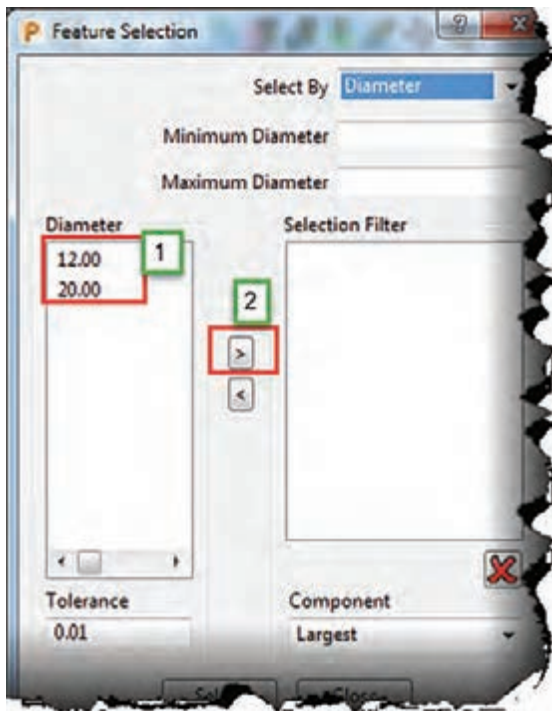 P Feature Selection ?
Select By Diameter
Minimum Diameter
Maximum Diameter
Diameter
Selection Filter
12.00
20.00
1
2
>
<
Tolerance
0.01
Component
Largest
Close